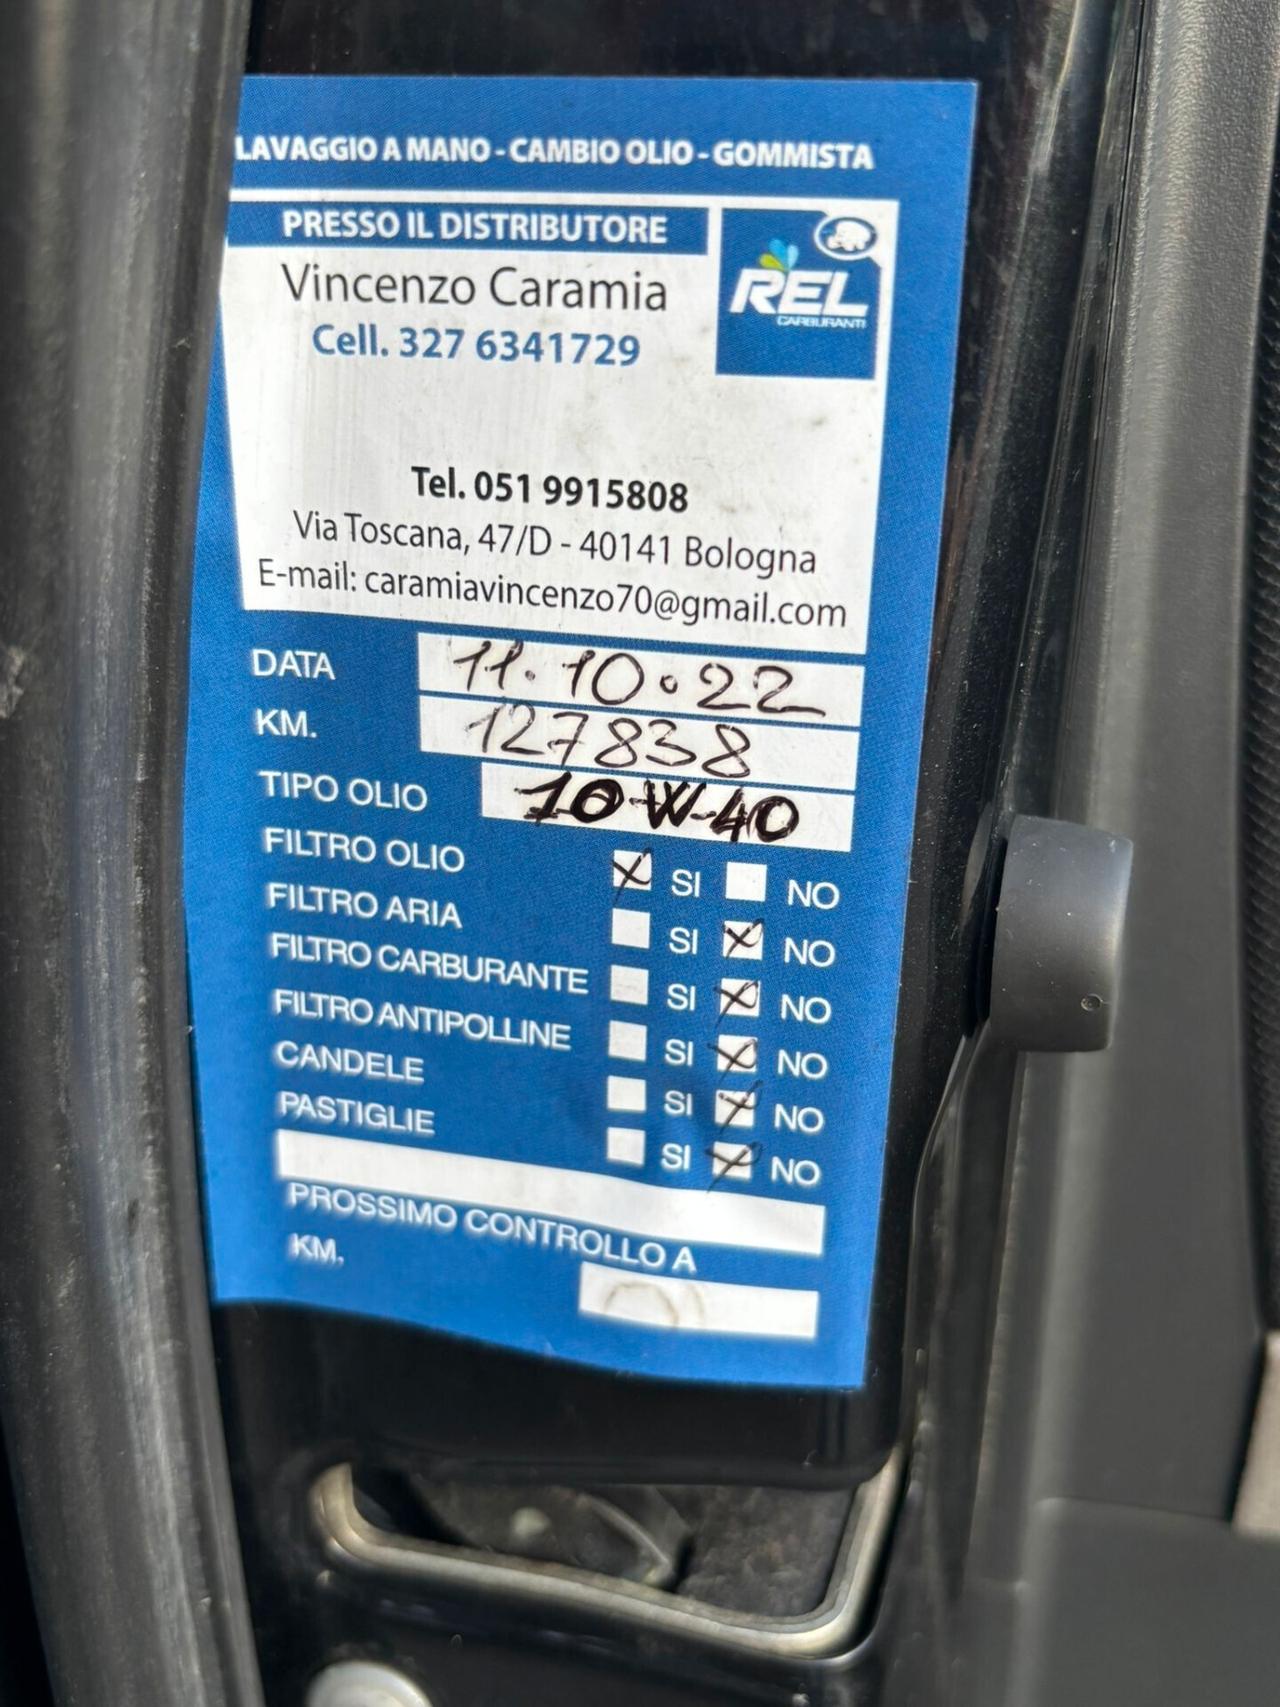 LAVAGGIO A MANO - CAMBIO OLIO - GOMMISTA
PRESSO IL DISTRIBUTORE
REL
CARBURANTI
Vincenzo Caramia
Cell. 327 6341729
Tel. 051 9915808
Via Toscana, 47/D - 40141 Bologna
E-mail: caramiavincenzo70@gmail.com
DATA 11.10.22
KM. 127838
TIPO OLIO 10-W-40
FILTRO OLIO SI NO
FILTRO ARIA SI NO
FILTRO CARBURANTE SI NO
FILTRO ANTIPOLLINE SI NO
CANDELE SI NO
PASTIGLIE SI NO
PROSSIMO CONTROLLO A
KM.